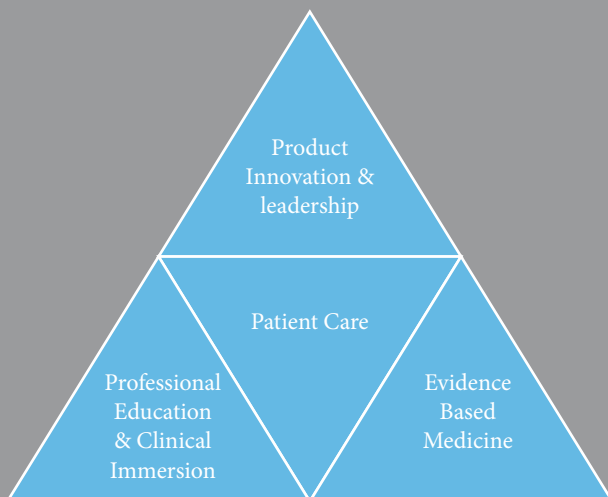 Product
Innovation &
leadership
Patient Care
Professional
Education
& Clinical
Immersion
Evidence
Based
Medicine